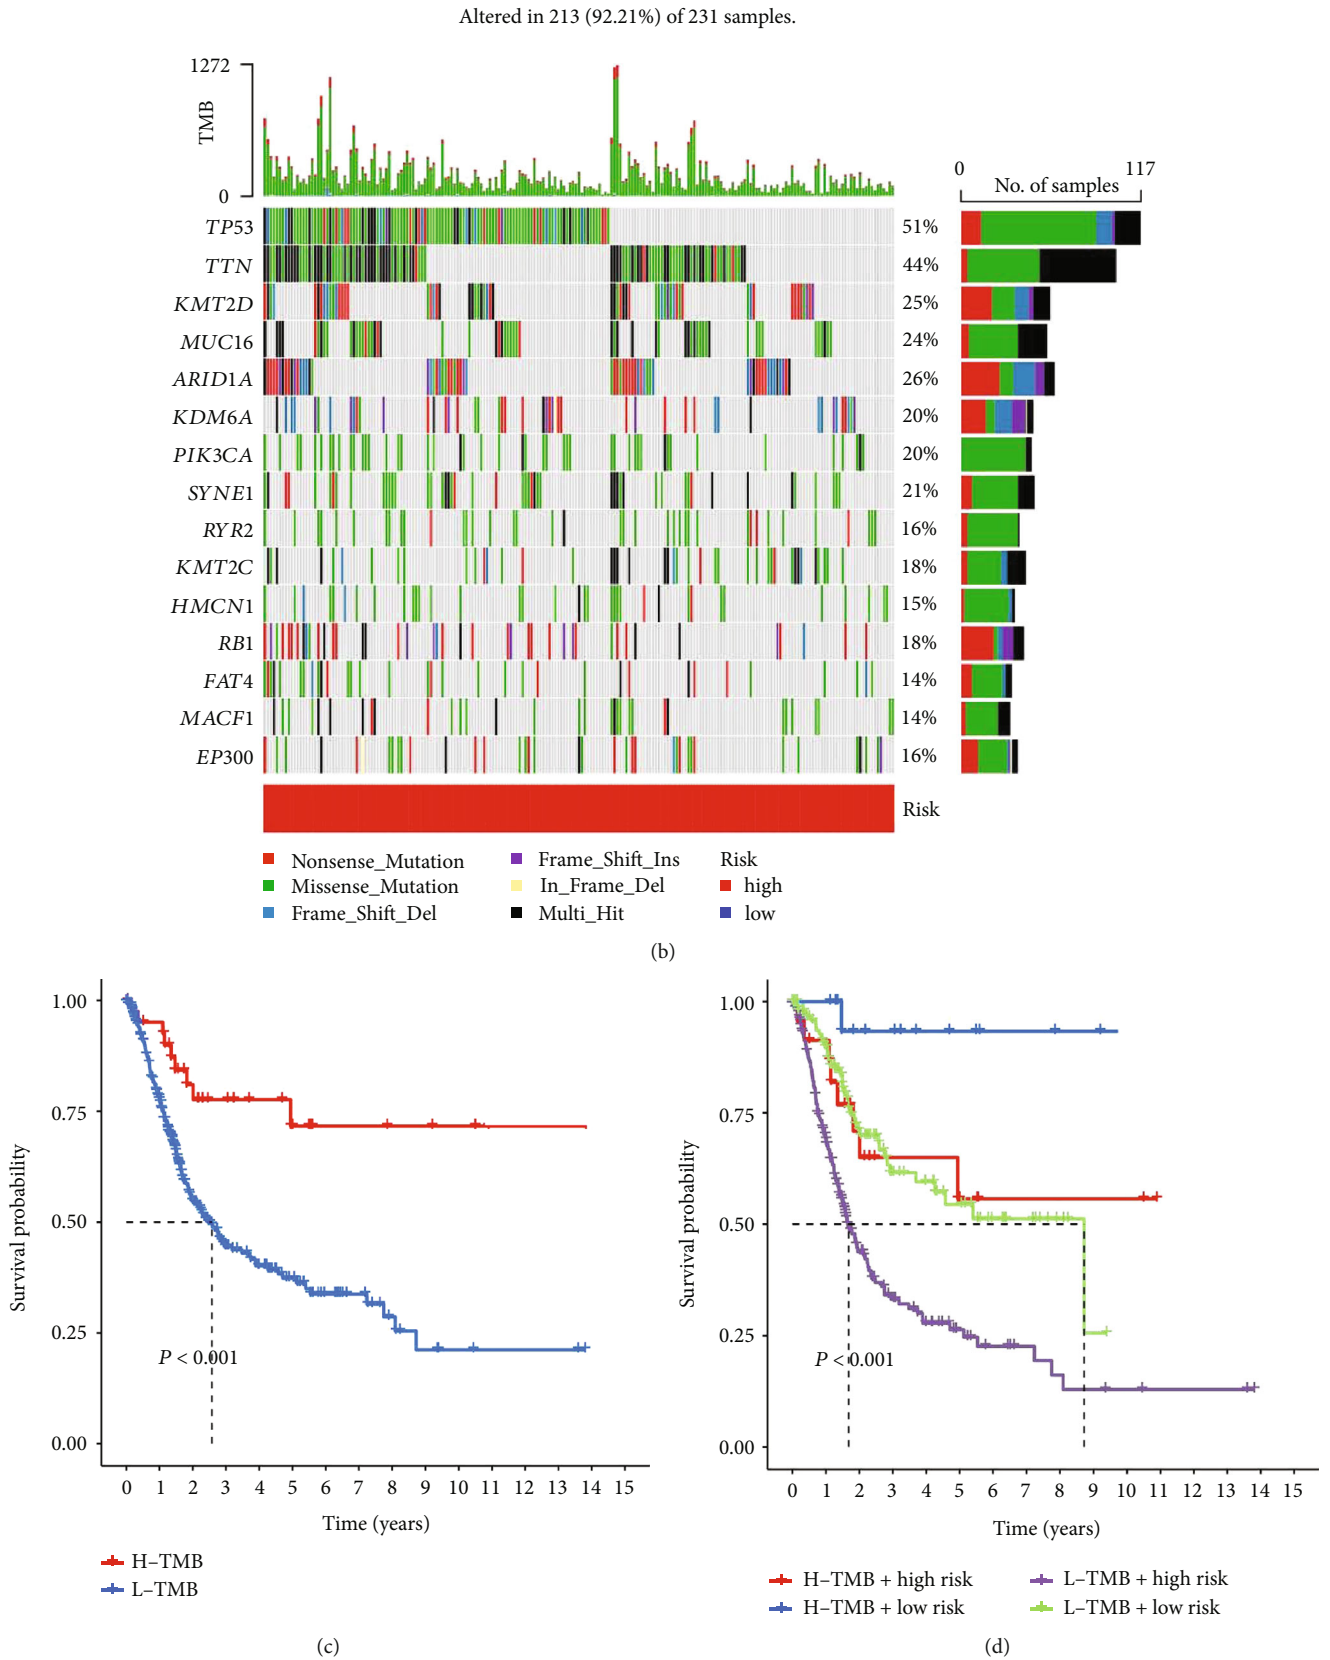 Altered in 213 (92.21%) of 231 samples.
1272
TMB
0
0 117
No. of samples
TP53 51%
TTN 44%
KMT2D 25%
MUC16 24%
ARID1A 26%
KDM6A 20%
PIK3CA 20%
SYNE1 21%
RYR2 16%
KMT2C 18%
HMCN1 15%
RB1 18%
FAT4 14%
MACF1 14%
EP300 16%
Risk
Nonsense_Mutation Frame_Shift_Ins Risk
Missense_Mutation In_Frame_Del high
Frame_Shift_Del Multi_Hit low
(b)
1.00
0.75
0.50
0.25
0.00
Survival probability
P < 0.001
0 1 2 3 4 5 6 7 8 9 10 11 12 13 14 15
Time (years)
H–TMB
L–TMB
(c)
1.00
0.75
0.50
0.25
0.00
Survival probability
P < 0.001
0 1 2 3 4 5 6 7 8 9 10 11 12 13 14 15
Time (years)
H–TMB + high risk L–TMB + high risk
H–TMB + low risk L–TMB + low risk
(d)